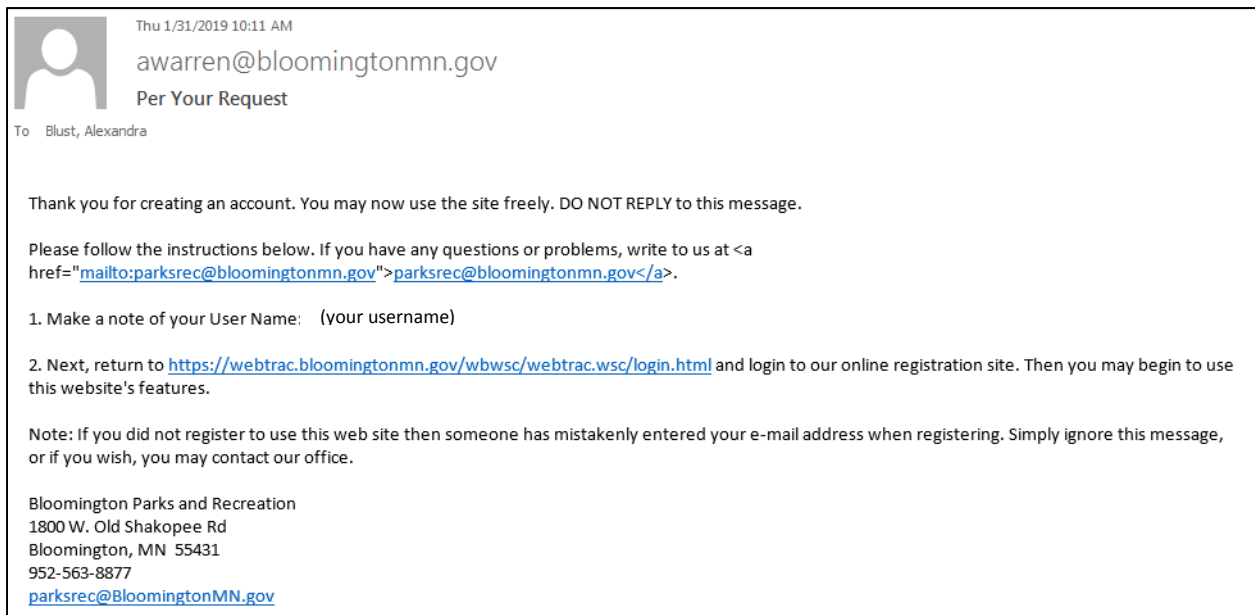 Thu 1/31/2019 10:11 AM
awarren@bloomingtonmn.gov
Per Your Request
To Blust, Alexandra
Thank you for creating an account. You may now use the site freely. DO NOT REPLY to this message.
Please follow the instructions below. If you have any questions or problems, write to us at <a
href="mailto:parksrec@bloomingtonmn.gov">parksrec@bloomingtonmn.gov</a>.
1. Make a note of your User Name: (your username)
2. Next, return to https://webtrac.bloomingtonmn.gov/wbwsc/webtrac.wsc/login.html and login to our online registration site. Then you may begin to use
this website's features.
Note: If you did not register to use this web site then someone has mistakenly entered your e-mail address when registering. Simply ignore this message,
or if you wish, you may contact our office.
Bloomington Parks and Recreation
1800 W. Old Shakopee Rd
Bloomington, MN 55431
952-563-8877
parksrec@BloomingtonMN.gov